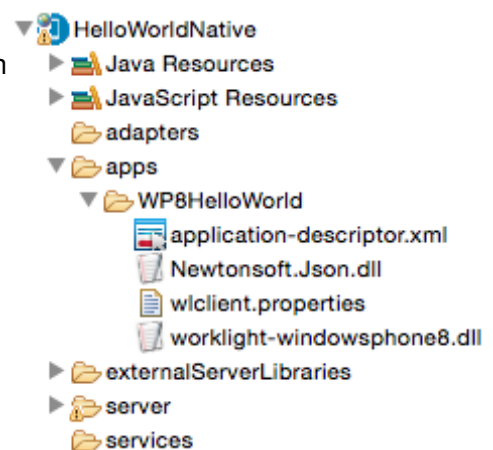 HelloWorldNative
Java Resources
JavaScript Resources
adapters
apps
WP8HelloWorld
application-descriptor.xml
Newtonsoft.Json.dll
wlclient.properties
worklight-windowsphone8.dll
externalServerLibraries
server
services